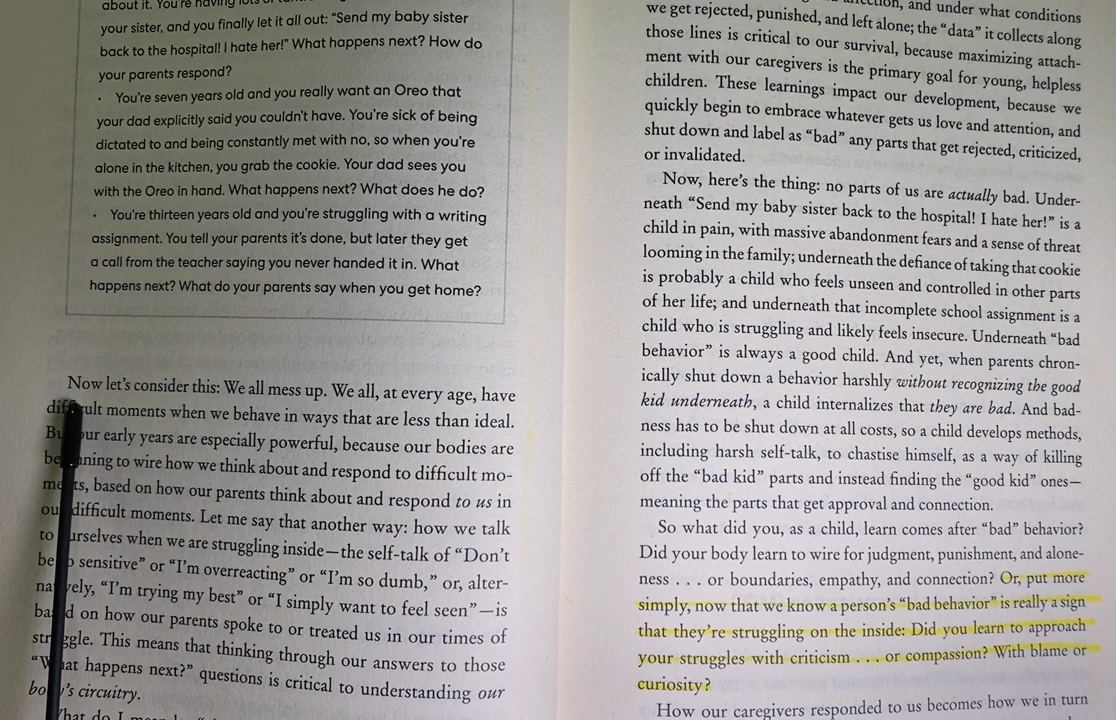 about it. You're having lots of
your sister, and you finally let it all out: “Send my baby sister
back to the hospital! I hate her!” What happens next? How do
your parents respond?
• You're seven years old and you really want an Oreo that
your dad explicitly said you couldn't have. You're sick of being
dictated to and being constantly met with no, so when you're
alone in the kitchen, you grab the cookie. Your dad sees you
with the Oreo in hand. What happens next? What does he do?
• You're thirteen years old and you're struggling with a writing
assignment. You tell your parents it's done, but later they get
a call from the teacher saying you never handed it in. What
happens next? What do your parents say when you get home?
Now let's consider this: We all mess up. We all, at every age, have
difficult moments when we behave in ways that are less than ideal.
But our early years are especially powerful, because our bodies are
beginning to wire how we think about and respond to difficult mo-
ments, based on how our parents think about and respond to us in
our difficult moments. Let me say that another way: how we talk
to ourselves when we are struggling inside—the self-talk of “Don't
be so sensitive” or “I'm overreacting” or “I'm so dumb,” or, alter-
natively, “I'm trying my best” or “I simply want to feel seen”—is
based on how our parents spoke to or treated us in our times of
struggle. This means that thinking through our answers to those
“What happens next?” questions is critical to understanding our
body's circuitry.
What do I
and under what conditions
we get rejected, punished, and left alone; the “data” it collects along
those lines is critical to our survival, because maximizing attach-
ment with our caregivers is the primary goal for young, helpless
children. These learnings impact our development, because we
quickly begin to embrace whatever gets us love and attention, and
shut down and label as “bad” any parts that get rejected, criticized,
or invalidated.
Now, here's the thing: no parts of us are actually bad. Under-
neath “Send my baby sister back to the hospital! I hate her!” is a
child in pain, with massive abandonment fears and a sense of threat
looming in the family; underneath the defiance of taking that cookie
is probably a child who feels unseen and controlled in other parts
of her life; and underneath that incomplete school assignment is a
child who is struggling and likely feels insecure. Underneath “bad
behavior” is always a good child. And yet, when parents chron-
ically shut down a behavior harshly without recognizing the good
kid underneath, a child internalizes that they are bad. And bad-
ness has to be shut down at all costs, so a child develops methods,
including harsh self-talk, to chastise himself, as a way of killing
off the “bad kid” parts and instead finding the “good kid” ones—
meaning the parts that get approval and connection.
So what did you, as a child, learn comes after “bad” behavior?
Did your body learn to wire for judgment, punishment, and alone-
ness . . . or boundaries, empathy, and connection? Or, put more
simply, now that we know a person's “bad behavior” is really a sign
that they're struggling on the inside: Did you learn to approach
your struggles with criticism . . . or compassion? With blame or
curiosity?
How our caregivers responded to us becomes how we in turn